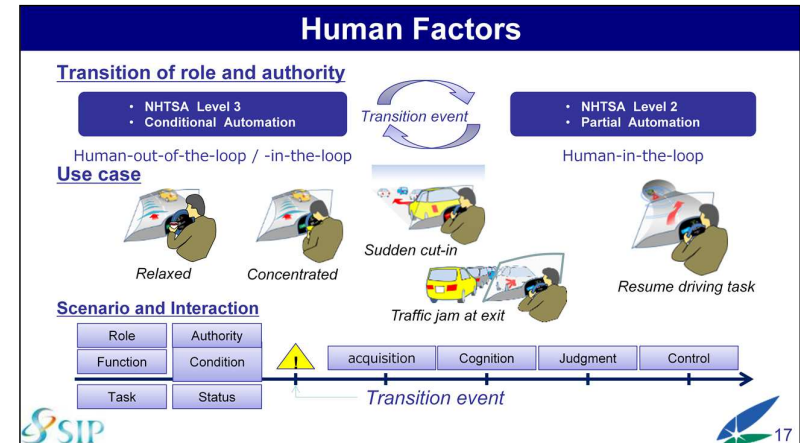 Human Factors
Transition of role and authority
• NHTSA Level 3
• Conditional Automation
Transition event
• NHTSA Level 2
• Partial Automation
Human-out-of-the-loop / -in-the-loop
Human-in-the-loop
Use case
Relaxed
Concentrated
Sudden cut-in
Traffic jam at exit
Resume driving task
Scenario and Interaction
Role
Authority
Function
Condition
!
acquisition
Cognition
Judgment
Control
Task
Status
Transition event
SIP
17